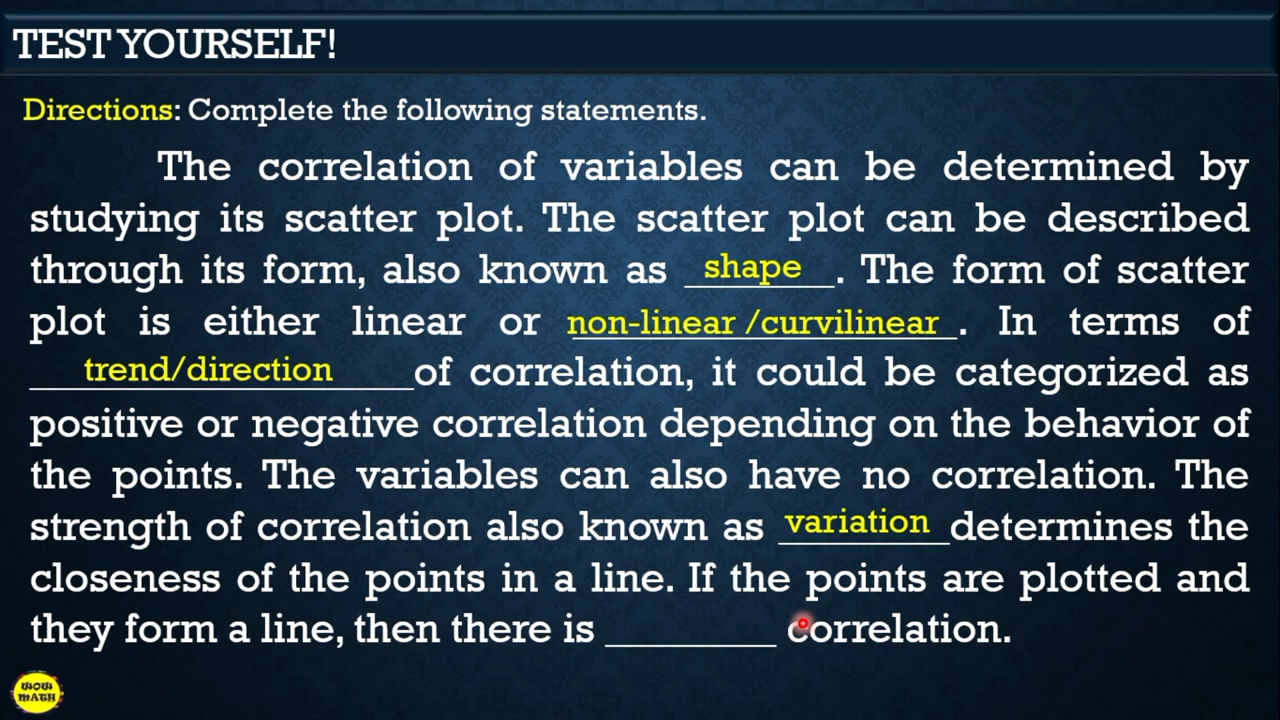 TEST YOURSELF!
Directions: Complete the following statements.
The correlation of variables can be determined by
studying its scatter plot. The scatter plot can be described
through its form, also known as shape. The form of scatter
plot is either linear or non-linear /curvilinear. In terms of
trend/direction of correlation, it could be categorized as
positive or negative correlation depending on the behavior of
the points. The variables can also have no correlation. The
strength of correlation also known as variation determines the
closeness of the points in a line. If the points are plotted and
they form a line, then there is ________ correlation.
WOW
MATH